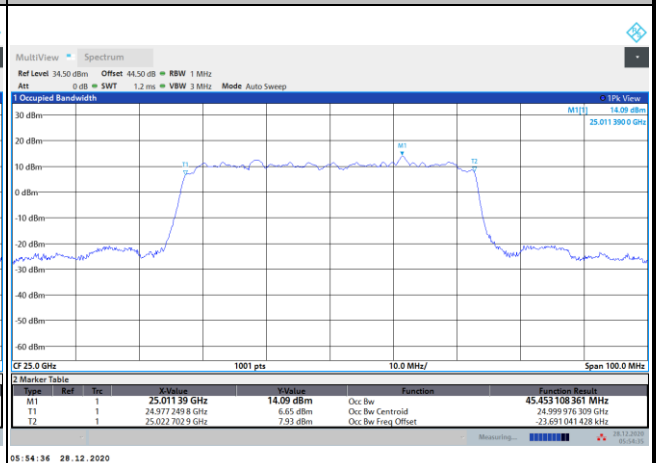 MultiView Spectrum
Ref Level 34.50 dBm Offset 44.50 dB RBW 1 MHz
Att 0 dB SWT 1.2 ms VBW 3 MHz Mode Auto Sweep
1 Occupied Bandwidth 1Pk View
M1[1] 14.09 dBm
25.011 390 0 GHz
30 dBm
20 dBm
M1
T1
T2
10 dBm
0 dBm
-10 dBm
-20 dBm
-30 dBm
-40 dBm
-50 dBm
-60 dBm
CF 25.0 GHz 1001 pts 10.0 MHz/ Span 100.0 MHz
2 Marker Table
Type Ref Trc X-Value Y-Value Function Function Result
M1 1 25.011 39 GHz 14.09 dBm Occ Bw 45.453 108 361 MHz
T1 1 24.977 249 8 GHz 6.65 dBm Occ Bw Centroid 24.999 976 309 GHz
T2 1 25.022 702 9 GHz 7.93 dBm Occ Bw Freq Offset -23.691 041 428 kHz
Measuring... 28.12.2020
05:54:35
05:54:36 28.12.2020